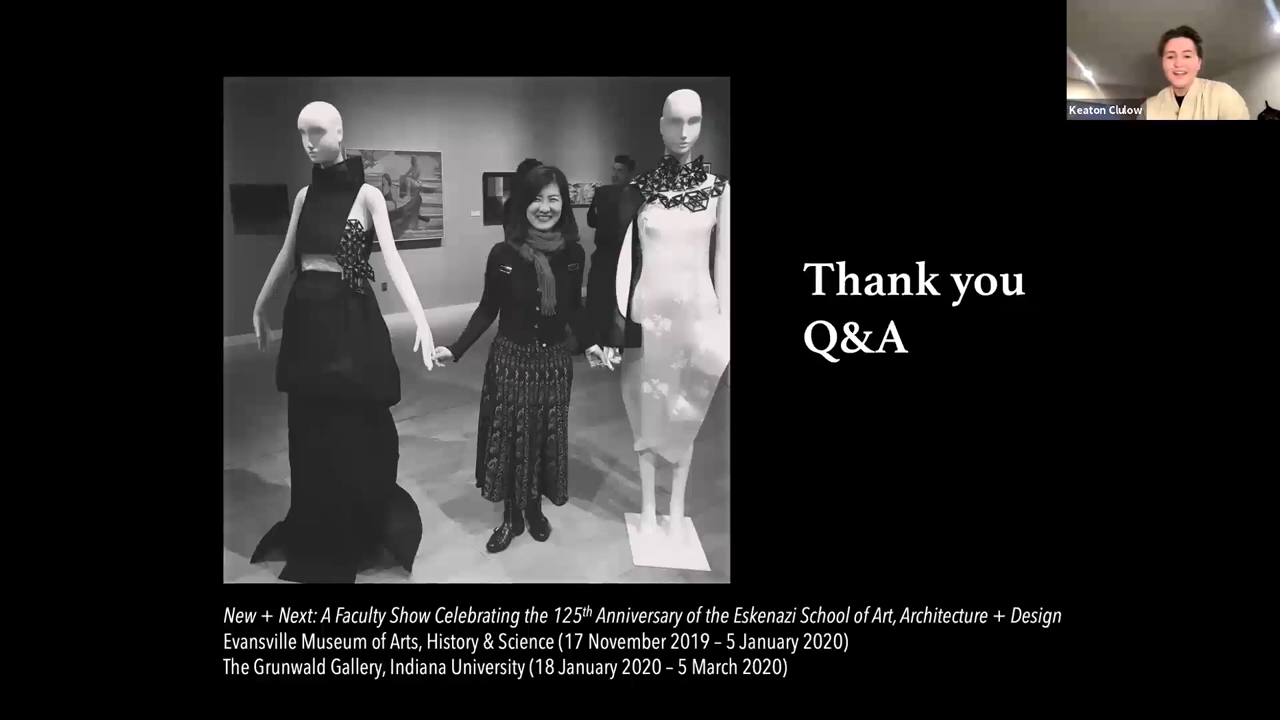 Keaton Clulow
Thank you
Q&A
New + Next: A Faculty Show Celebrating the 125th Anniversary of the Eskenazi School of Art, Architecture + Design
Evansville Museum of Arts, History & Science (17 November 2019 – 5 January 2020)
The Grunwald Gallery, Indiana University (18 January 2020 – 5 March 2020)